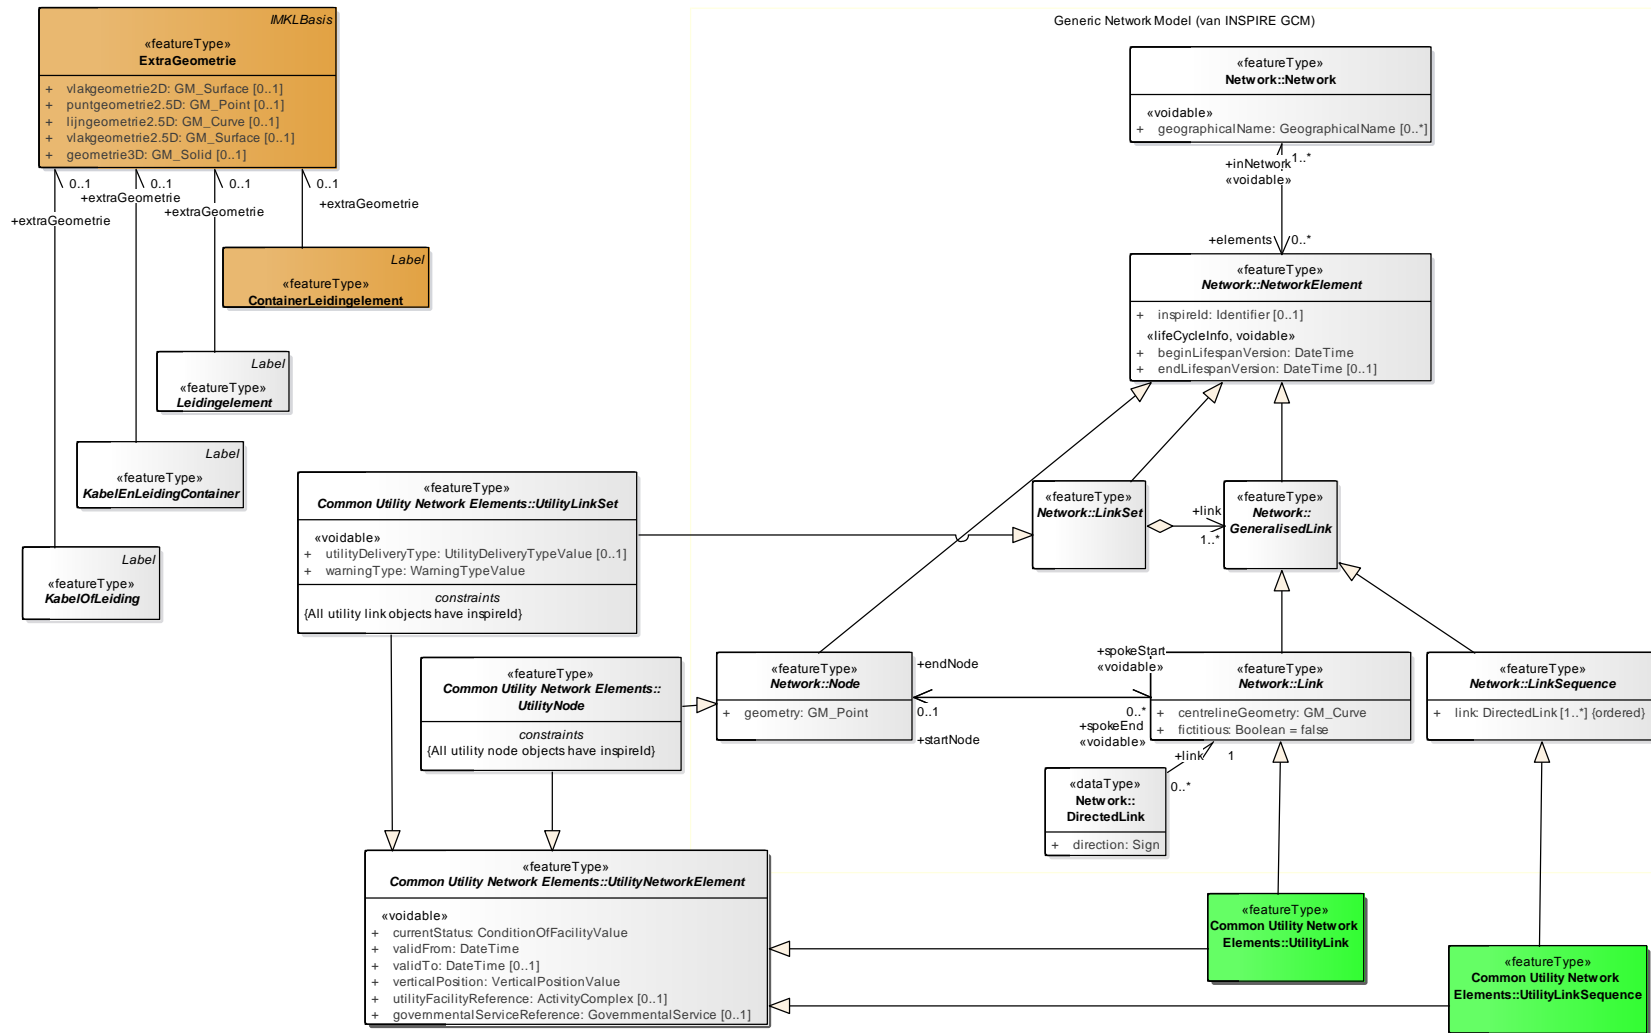 Generic Network Model (van INSPIRE GCM)
IMKLBasis
«featureType»
ExtraGeometrie
+ vlakgeometrie2D: GM_Surface [0..1]
+ puntgeometrie2.5D: GM_Point [0..1]
+ lijngeometrie2.5D: GM_Curve [0..1]
+ vlakgeometrie2.5D: GM_Surface [0..1]
+ geometrie3D: GM_Solid [0..1]
0..1
+extraGeometrie
0..1
+extraGeometrie
0..1
+extraGeometrie
0..1
+extraGeometrie
Label
«featureType»
ContainerLeidingelement
Label
«featureType»
Leidingelement
Label
«featureType»
KabelEnLeidingContainer
Label
«featureType»
KabelOfLeiding
«featureType»
Network::Network
«voidable»
+ geographicalName: GeographicalName [0..*]
+inNetwork
1..*
«voidable»
+elements
0..*
«featureType»
Network::NetworkElement
+ inspireId: Identifier [0..1]
«lifeCycleInfo, voidable»
+ beginLifespanVersion: DateTime
+ endLifespanVersion: DateTime [0..1]
«featureType»
Common Utility Network Elements::UtilityLinkSet
«voidable»
+ utilityDeliveryType: UtilityDeliveryTypeValue [0..1]
+ warningType: WarningTypeValue
constraints
{All utility link objects have inspireId}
«featureType»
Network::LinkSet
+link
1..*
«featureType»
Network::
GeneralisedLink
«featureType»
Common Utility Network Elements::
UtilityNode
constraints
{All utility node objects have inspireId}
«featureType»
Network::Node
+ geometry: GM_Point
+endNode
0..1
+startNode
+spokeStart
«voidable»
0..*
+spokeEnd
«voidable»
«featureType»
Network::Link
+ centrelineGeometry: GM_Curve
+ fictitious: Boolean = false
+link
1
0..*
«featureType»
Network::LinkSequence
+ link: DirectedLink [1..*] {ordered}
«dataType»
Network::
DirectedLink
+ direction: Sign
«featureType»
Common Utility Network Elements::UtilityNetworkElement
«voidable»
+ currentStatus: ConditionOfFacilityValue
+ validFrom: DateTime
+ validTo: DateTime [0..1]
+ verticalPosition: VerticalPositionValue
+ utilityFacilityReference: ActivityComplex [0..1]
+ governmentalServiceReference: GovernmentalService [0..1]
«featureType»
Common Utility Network
Elements::UtilityLink
«featureType»
Common Utility Network
Elements::UtilityLinkSequence